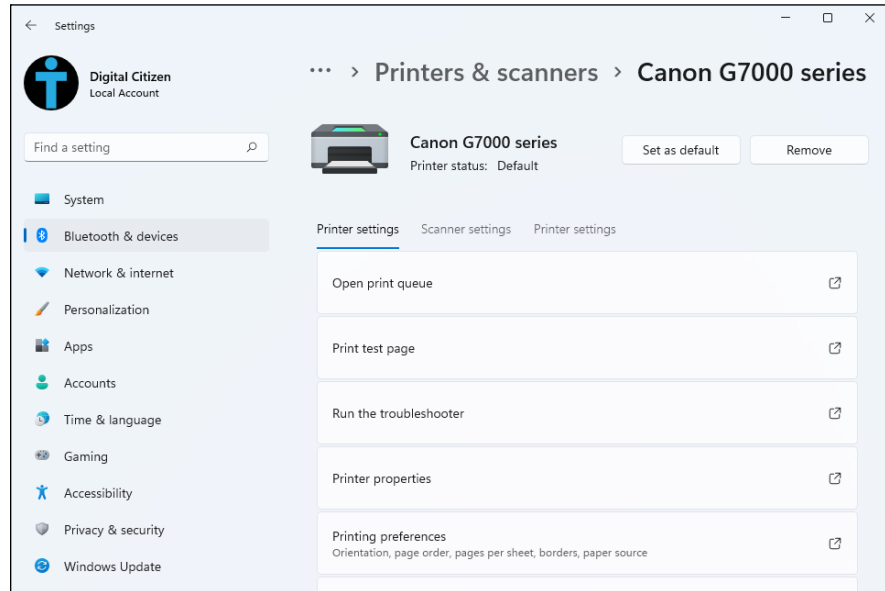 Settings
Digital Citizen
Local Account
Find a setting
System
Bluetooth & devices
Network & internet
Personalization
Apps
Accounts
Time & language
Gaming
Accessibility
Privacy & security
Windows Update
··· > Printers & scanners > Canon G7000 series
Canon G7000 series
Printer status: Default
Set as default
Remove
Printer settings Scanner settings Printer settings
Open print queue
Print test page
Run the troubleshooter
Printer properties
Printing preferences
Orientation, page order, pages per sheet, borders, paper source